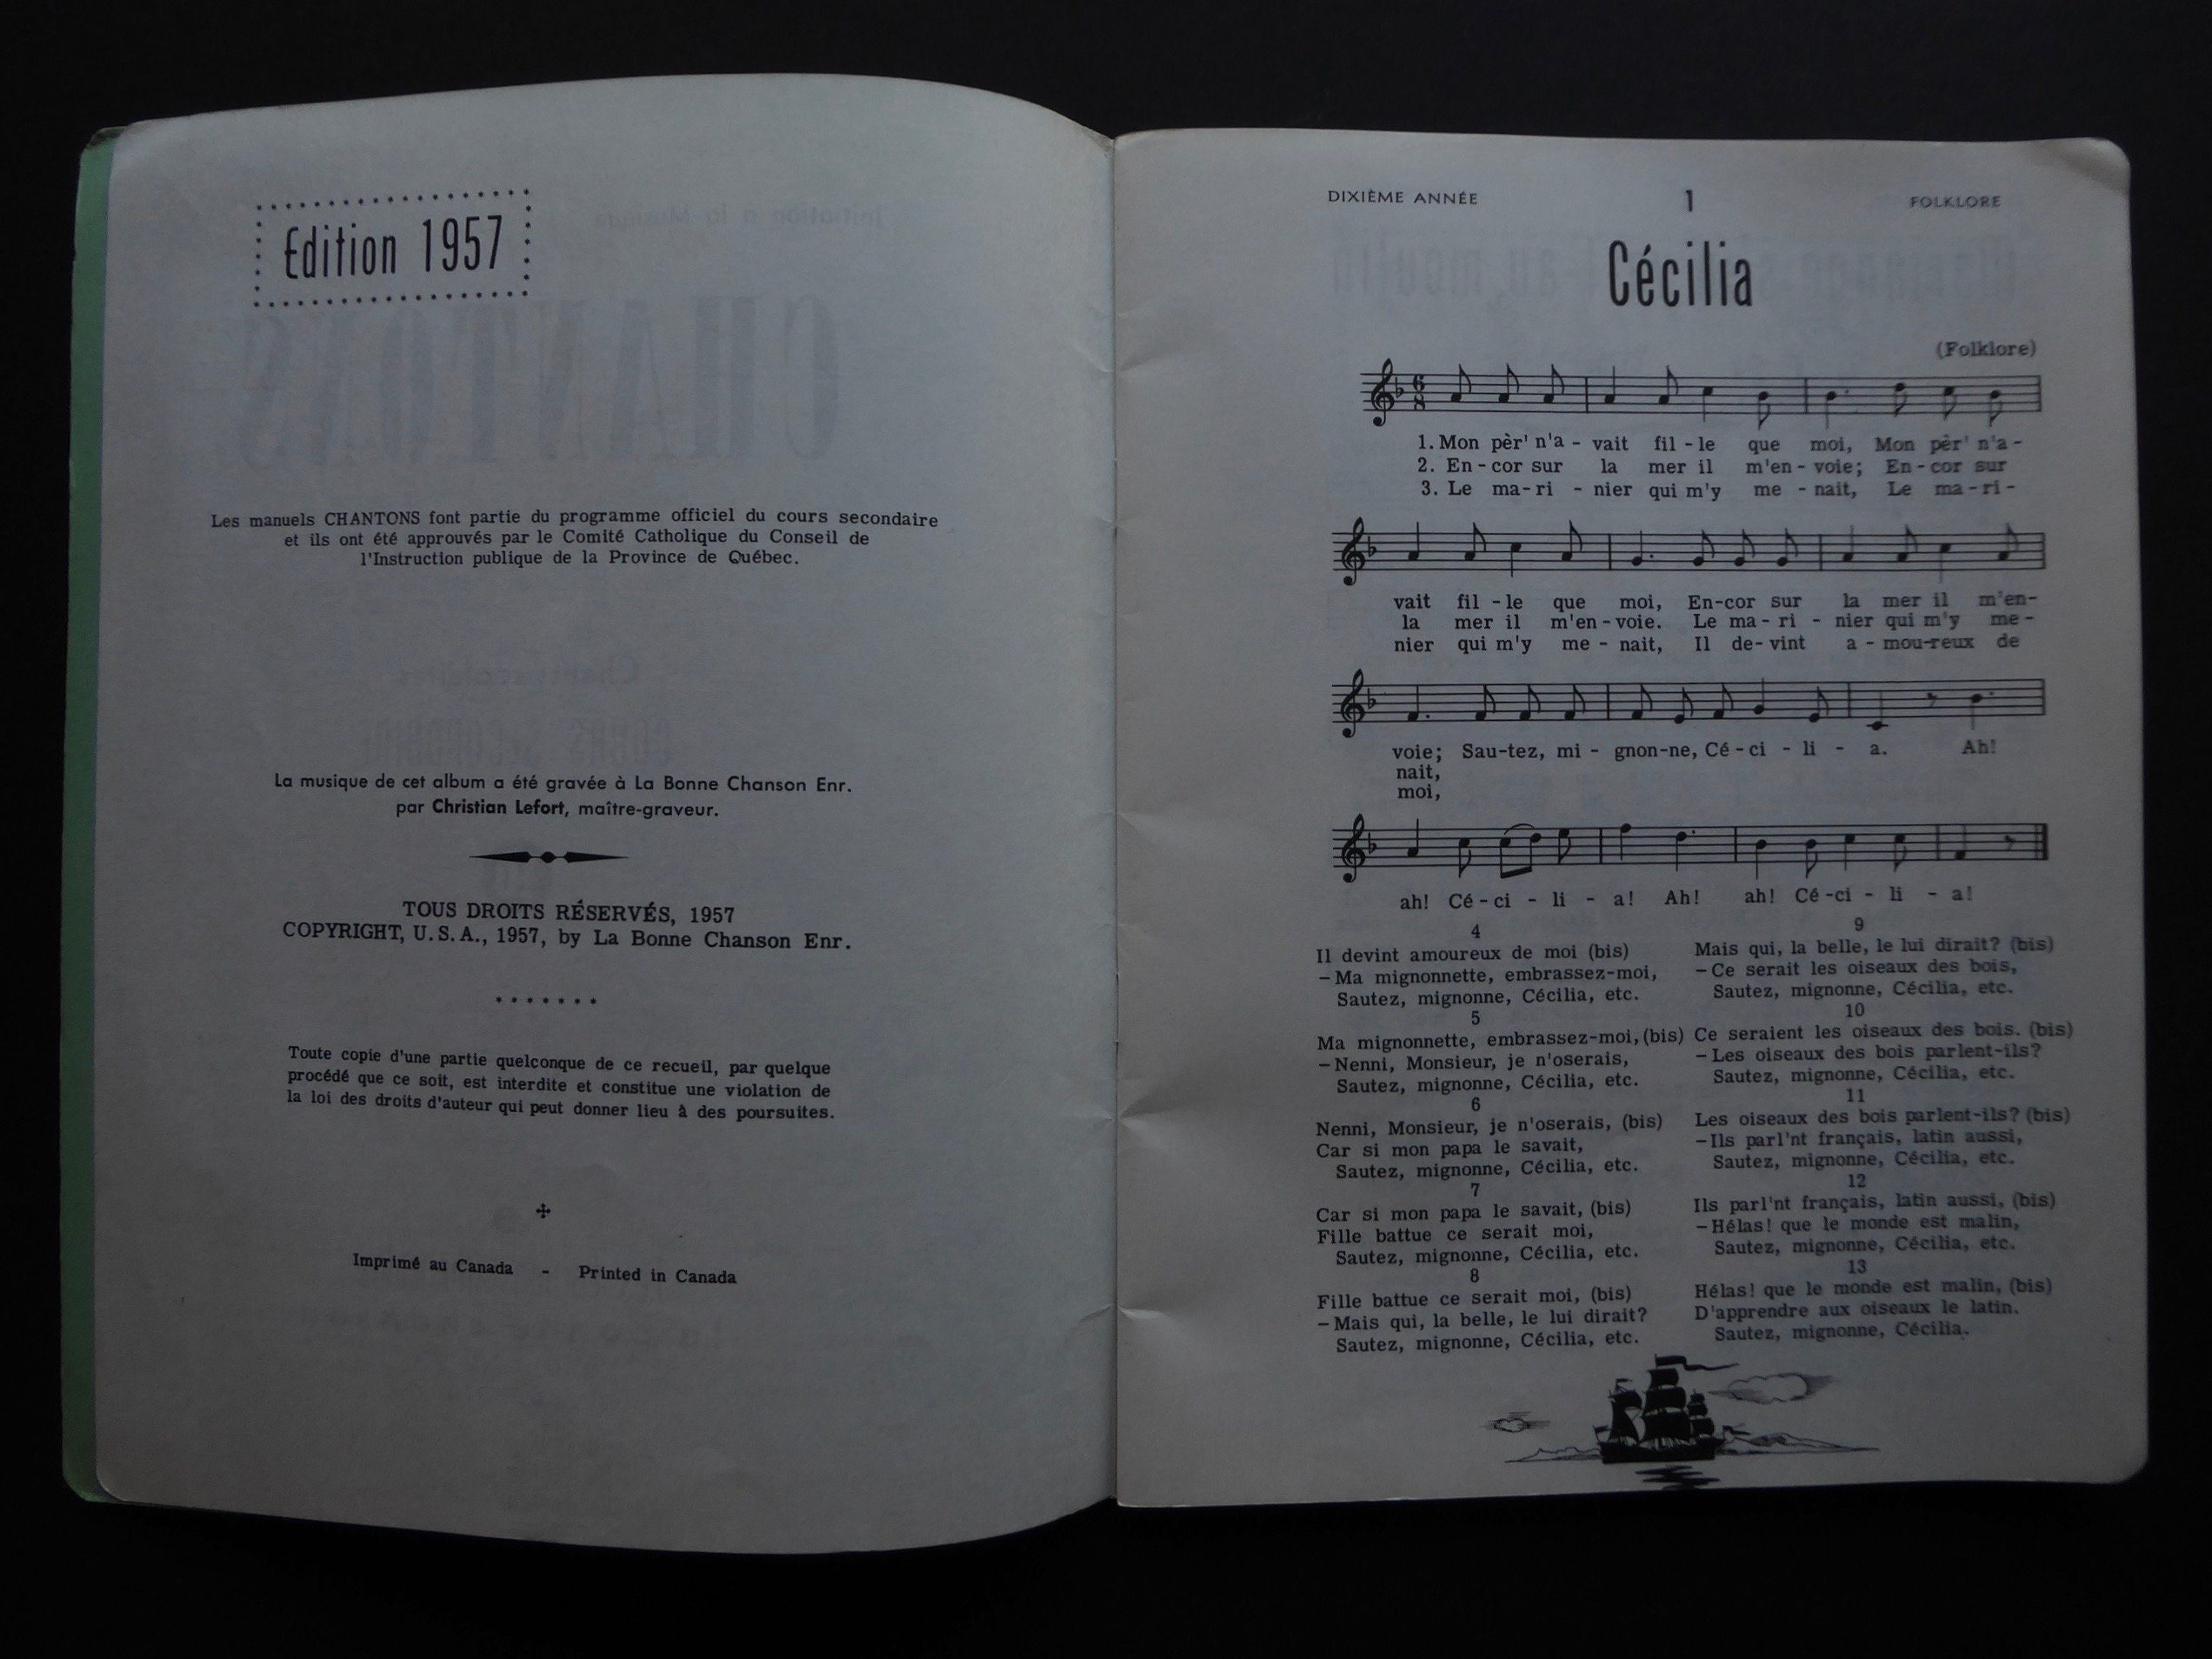 Edition 1957
Les manuels CHANTONS font partie du programme officiel du cours secondaire
et ils ont été approuvés par le Comité Catholique du Conseil de
l'Instruction publique de la Province de Québec.
La musique de cet album a été gravée à La Bonne Chanson Enr.
par Christian Lefort, maître-graveur.
TOUS DROITS RÉSERVÉS, 1957
COPYRIGHT, U.S.A., 1957, by La Bonne Chanson Enr.
Toute copie d'une partie quelconque de ce recueil, par quelque
procédé que ce soit, est interdite et constitue une violation de
la loi des droits d'auteur qui peut donner lieu à des poursuites.
Imprimé au Canada - Printed in Canada
DIXIÈME ANNÉE 1 FOLKLORE
Cécilia
(Folklore)
6
8
1. Mon pèr' n'a - vait fil - le que moi, Mon pèr' n'a -
2. En - cor sur la mer il m'en - voie; En - cor sur
3. Le ma - ri - nier qui m'y me - nait, Le ma - ri -
vait fil - le que moi, En-cor sur la mer il m'en-
la mer il m'en - voie. Le ma - ri - nier qui m'y me -
nier qui m'y me - nait, Il de- vint a - mou-reux de
voie; Sau-tez, mi - gnon-ne, Cé - ci - li - a. Ah!
nait,
moi,
ah! Cé - ci - li - a! Ah! ah! Cé -ci - li - a!
4
Il devint amoureux de moi (bis)
-Ma mignonnette, embrassez-moi,
Sautez, mignonne, Cécilia, etc.
5
Ma mignonnette, embrassez-moi, (bis)
-Nenni, Monsieur, je n'oserais,
Sautez, mignonne, Cécilia, etc.
6
Nenni, Monsieur, je n'oserais, (bis)
Car si mon papa le savait,
Sautez, mignonne, Cécilia, etc.
7
Car si mon papa le savait, (bis)
Fille battue ce serait moi,
Sautez, mignonne, Cécilia, etc.
8
Fille battue ce serait moi, (bis)
-Mais qui, la belle, le lui dirait?
Sautez, mignonne, Cécilia, etc.
9
Mais qui, la belle, le lui dirait? (bis)
-Ce serait les oiseaux des bois,
Sautez, mignonne, Cécilia, etc.
10
Ce seraient les oiseaux des bois. (bis)
-Les oiseaux des bois parlent-ils?
Sautez, mignonne, Cécilia, etc.
11
Les oiseaux des bois parlent-ils? (bis)
-Ils parl'nt français, latin aussi,
Sautez, mignonne, Cécilia, etc.
12
Ils parl'nt français, latin aussi, (bis)
-Hélas! que le monde est malin,
Sautez, mignonne, Cécilia, etc.
13
Hélas! que le monde est malin, (bis)
D'apprendre aux oiseaux le latin.
Sautez, mignonne, Cécilia.